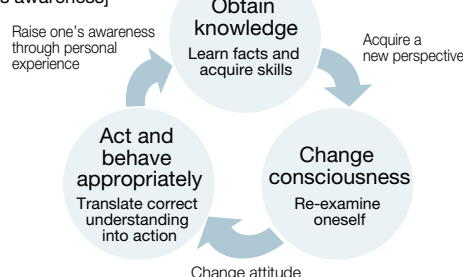 's awareness]
Obtain
knowledge
Learn facts and
acquire skills
Raise one's awareness
through personal
experience
Acquire a
new perspective
Act and
behave
appropriately
Translate correct
understanding
into action
Change
consciousness
Re-examine
oneself
Change attitude